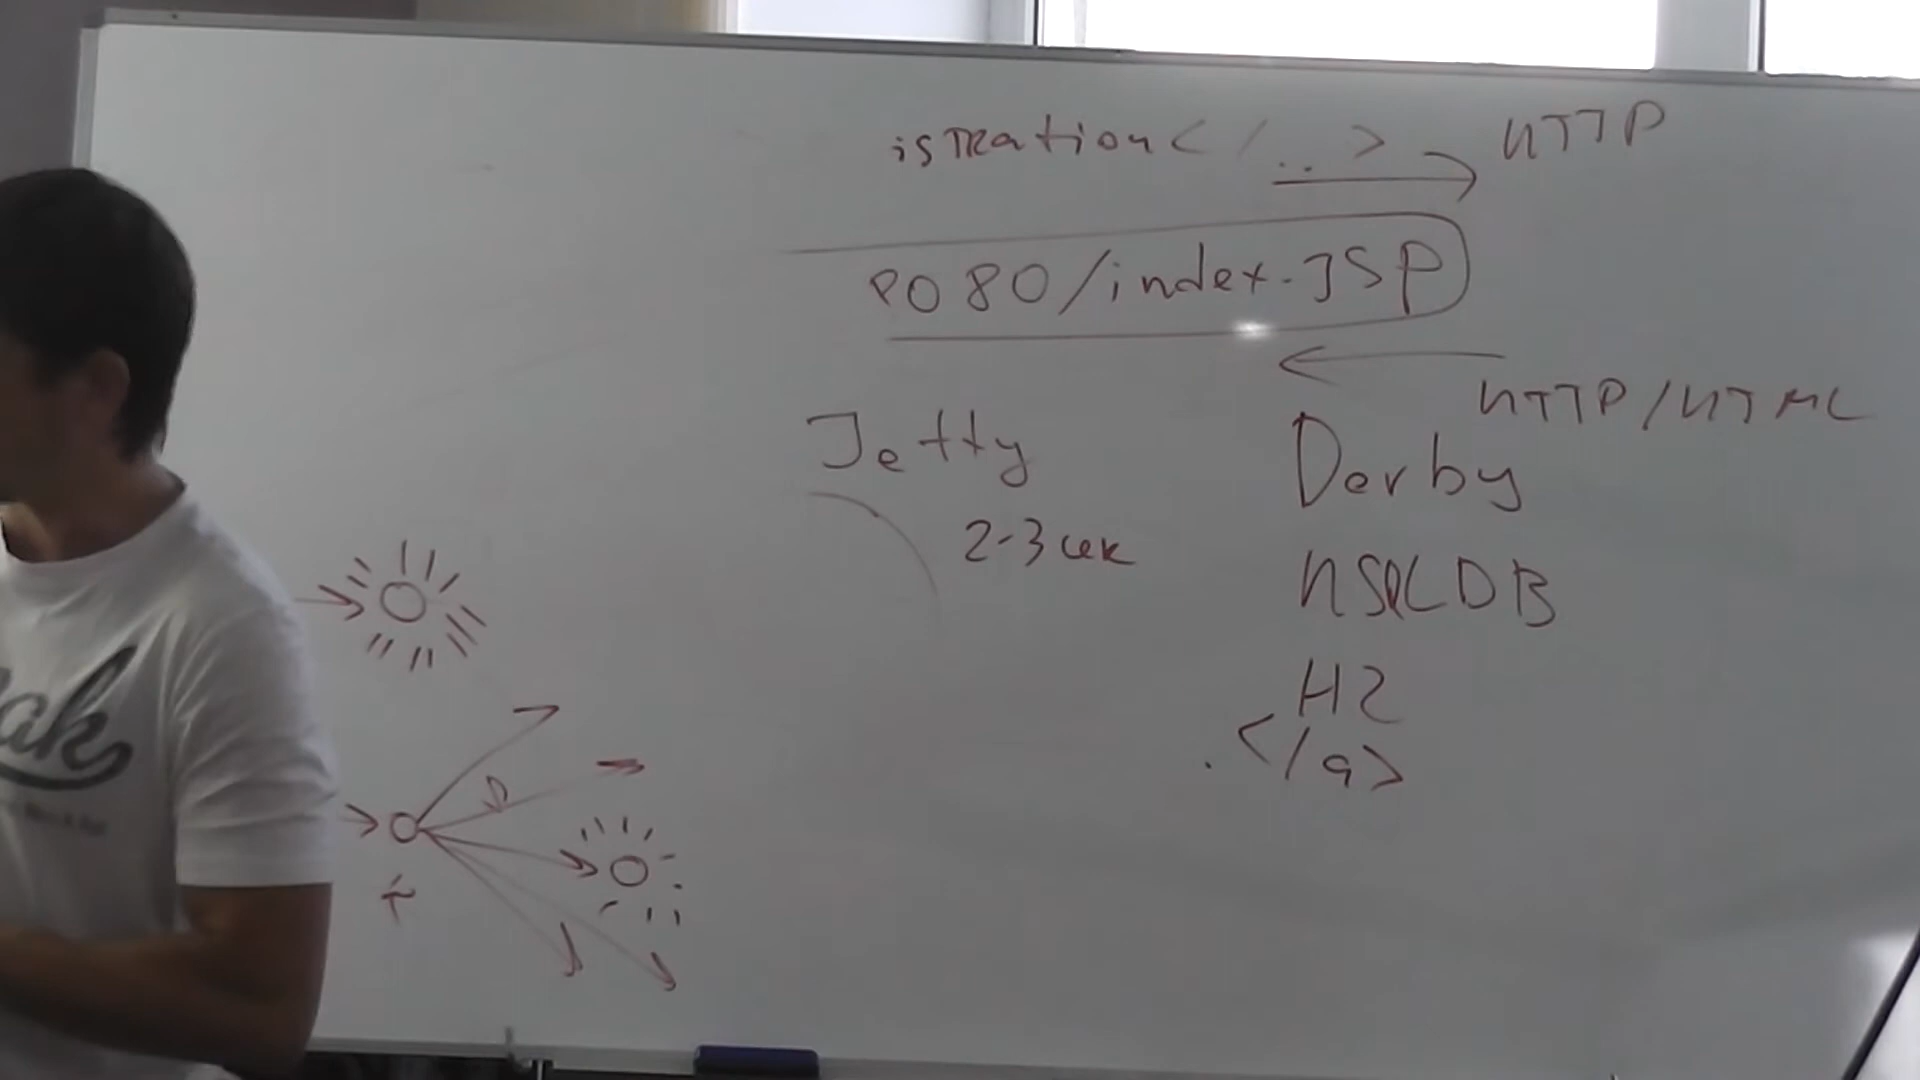 istration</..> HTTP
8080/index.JSP
HTTP/HTML
Jetty Derby
2-3 сек
HSQLDB
H2
.</a>